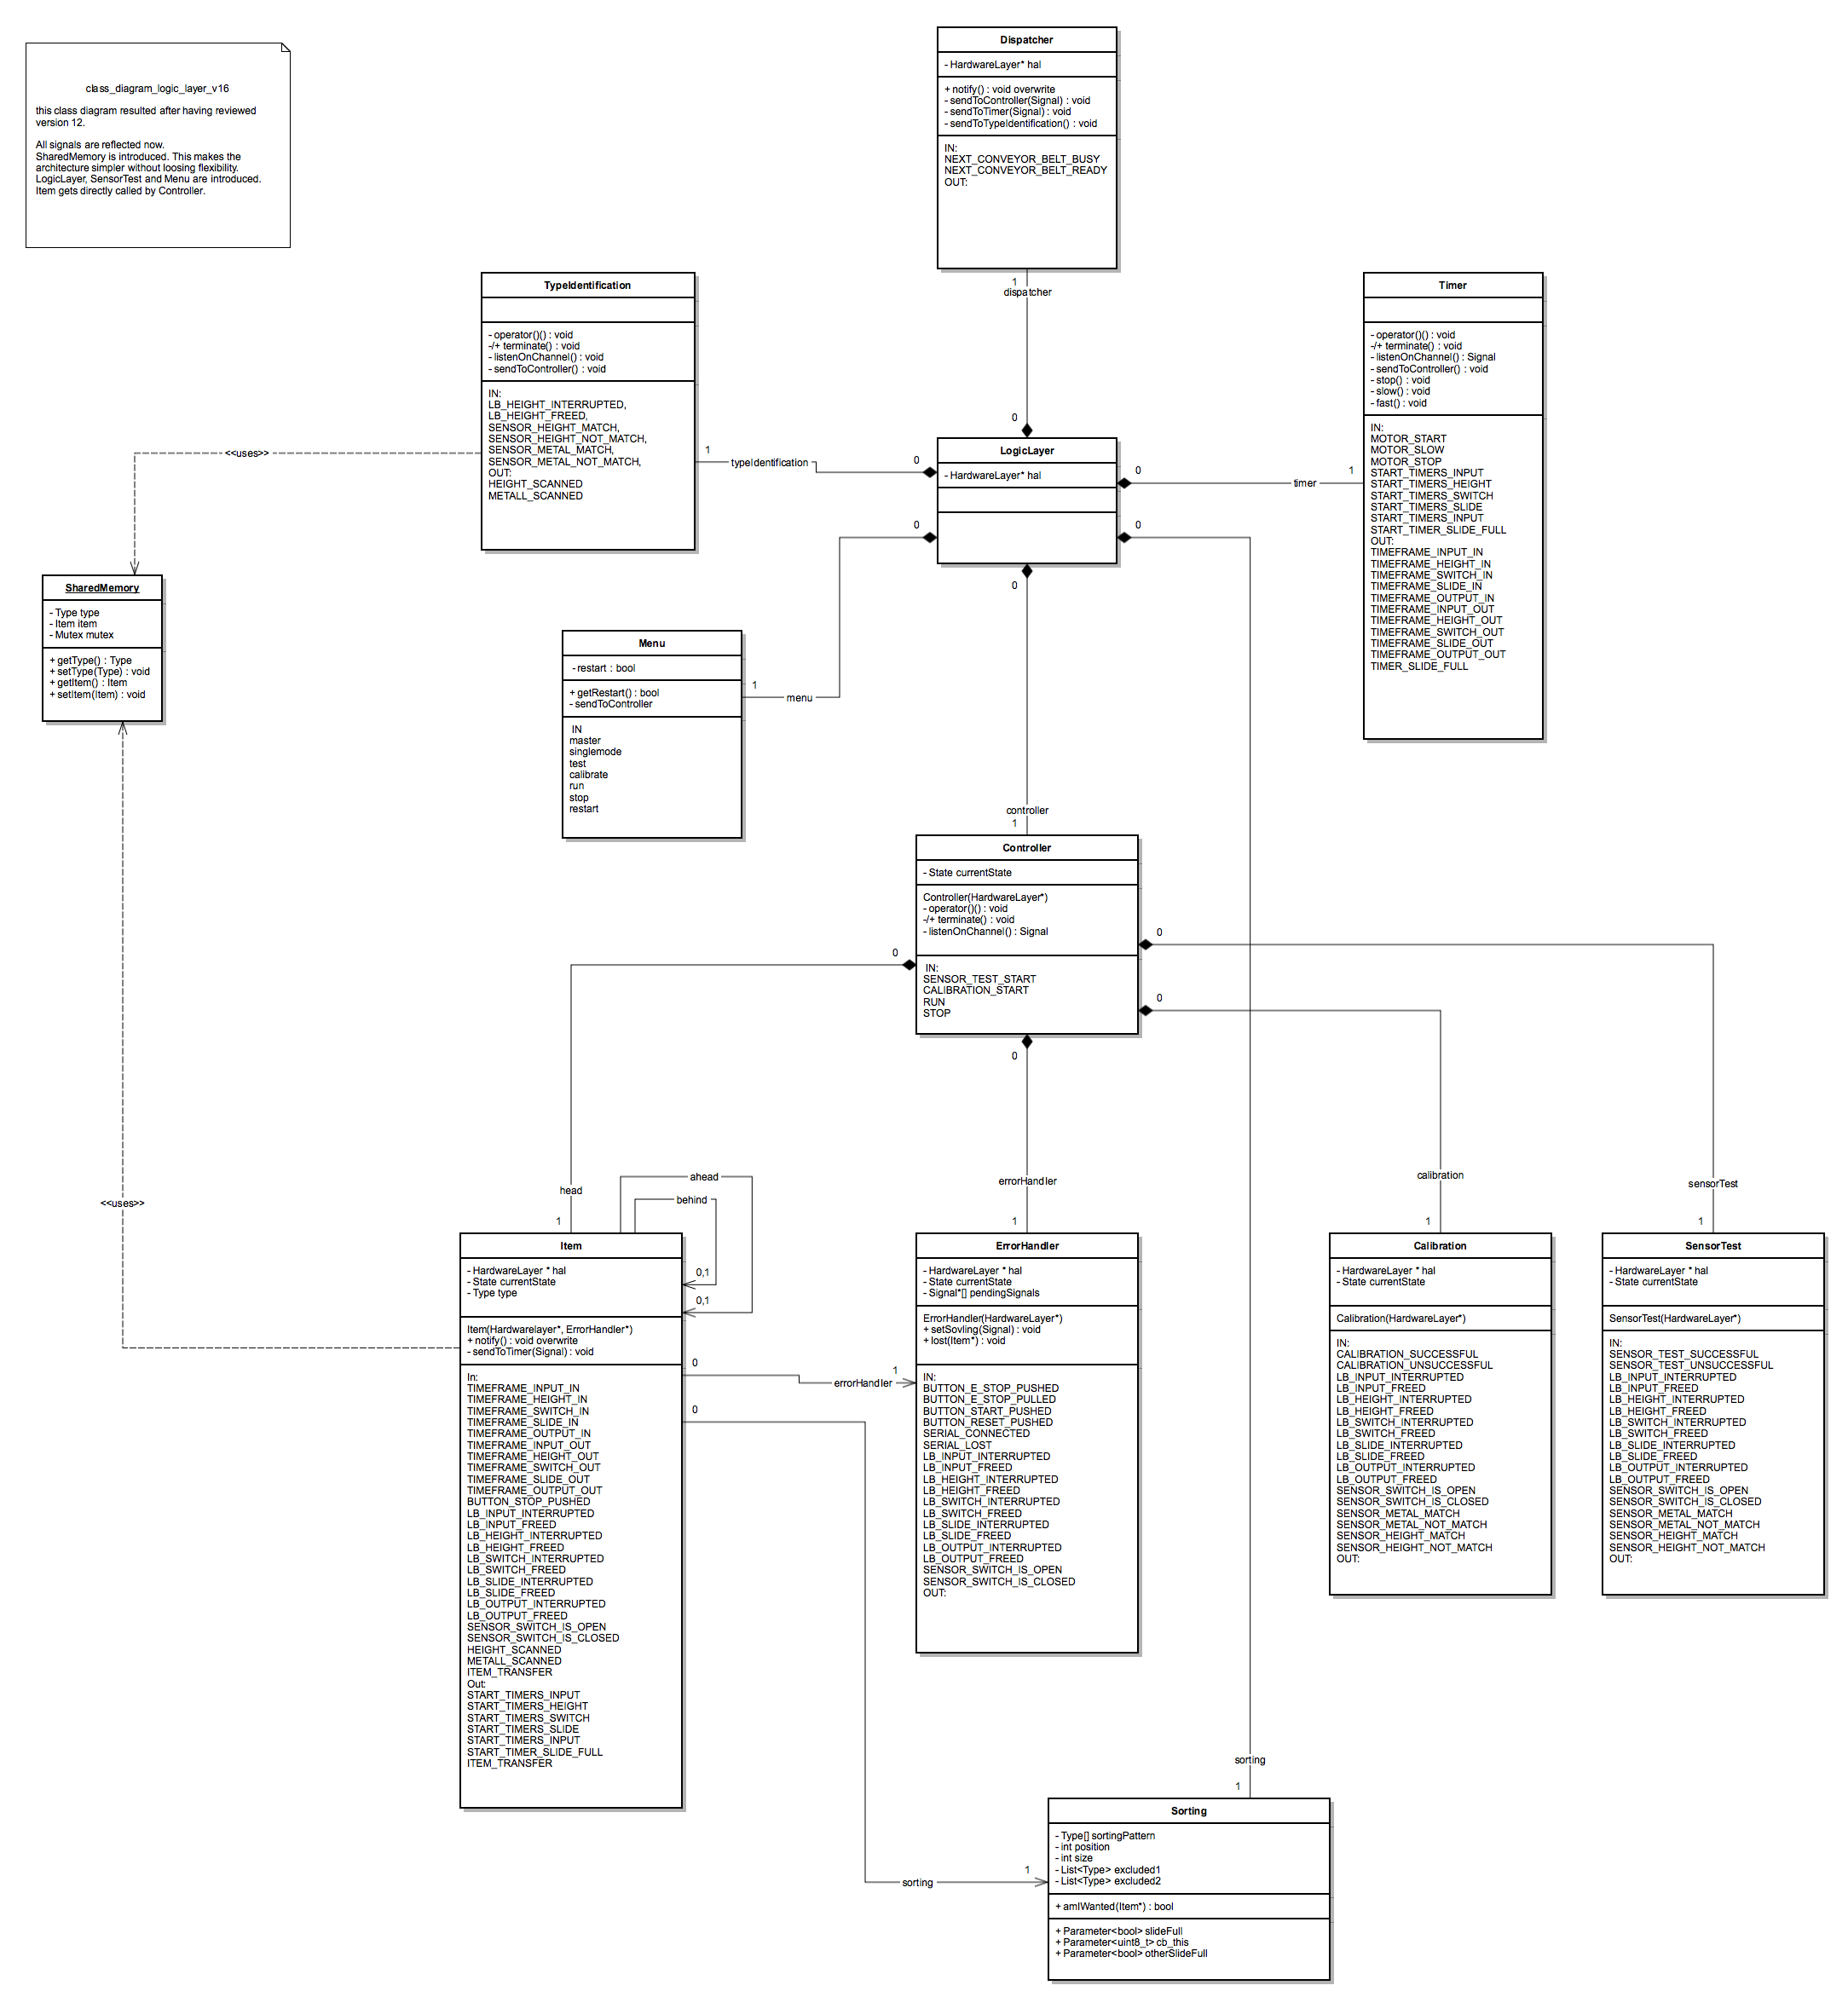 class_diagram_logic_layer_v16
this class diagram resulted after having reviewed
version 12.
All signals are reflected now.
SharedMemory is introduced. This makes the
architecture simpler without loosing flexibility.
LogicLayer, SensorTest and Menu are introduced.
Item gets directly called by Controller.
Dispatcher
- HardwareLayer* hal
+ notify() : void overwrite
- sendToController(Signal) : void
- sendToTimer(Signal) : void
- sendToTypeIdentification() : void
IN:
NEXT_CONVEYOR_BELT_BUSY
NEXT_CONVEYOR_BELT_READY
OUT:
1
dispatcher
0
TypeIdentification
- operator()() : void
-/+ terminate() : void
- listenOnChannel() : void
- sendToController() : void
IN:
LB_HEIGHT_INTERRUPTED,
LB_HEIGHT_FREED,
SENSOR_HEIGHT_MATCH,
SENSOR_HEIGHT_NOT_MATCH,
SENSOR_METAL_MATCH,
SENSOR_METAL_NOT_MATCH,
OUT:
HEIGHT_SCANNED
METALL_SCANNED
<<uses>>
1
typeIdentification
0
LogicLayer
- HardwareLayer* hal
0
timer
1
Timer
- operator()() : void
-/+ terminate() : void
- listenOnChannel() : Signal
- sendToController() : void
- stop() : void
- slow() : void
- fast() : void
IN:
MOTOR_START
MOTOR_SLOW
MOTOR_STOP
START_TIMERS_INPUT
START_TIMERS_HEIGHT
START_TIMERS_SWITCH
START_TIMERS_SLIDE
START_TIMERS_INPUT
START_TIMER_SLIDE_FULL
OUT:
TIMEFRAME_INPUT_IN
TIMEFRAME_HEIGHT_IN
TIMEFRAME_SWITCH_IN
TIMEFRAME_SLIDE_IN
TIMEFRAME_OUTPUT_IN
TIMEFRAME_INPUT_OUT
TIMEFRAME_HEIGHT_OUT
TIMEFRAME_SWITCH_OUT
TIMEFRAME_SLIDE_OUT
TIMEFRAME_OUTPUT_OUT
TIMER_SLIDE_FULL
0
0
0
SharedMemory
- Type type
- Item item
- Mutex mutex
+ getType() : Type
+ setType(Type) : void
+ getItem() : Item
+ setItem(Item) : void
Menu
- restart : bool
+ getRestart() : bool
- sendToController
IN
master
singlemode
test
calibrate
run
stop
restart
1
menu
controller
1
Controller
- State currentState
Controller(HardwareLayer*)
- operator()() : void
-/+ terminate() : void
- listenOnChannel() : Signal
IN:
SENSOR_TEST_START
CALIBRATION_START
RUN
STOP
0
0
0
0
<<uses>>
ahead
behind
head
1
errorHandler
1
calibration
1
sensorTest
1
Item
- HardwareLayer * hal
- State currentState
- Type type
Item(Hardwarelayer*, ErrorHandler*)
+ notify() : void overwrite
- sendToTimer(Signal) : void
In:
TIMEFRAME_INPUT_IN
TIMEFRAME_HEIGHT_IN
TIMEFRAME_SWITCH_IN
TIMEFRAME_SLIDE_IN
TIMEFRAME_OUTPUT_IN
TIMEFRAME_INPUT_OUT
TIMEFRAME_HEIGHT_OUT
TIMEFRAME_SWITCH_OUT
TIMEFRAME_SLIDE_OUT
TIMEFRAME_OUTPUT_OUT
BUTTON_STOP_PUSHED
LB_INPUT_INTERRUPTED
LB_INPUT_FREED
LB_HEIGHT_INTERRUPTED
LB_HEIGHT_FREED
LB_SWITCH_INTERRUPTED
LB_SWITCH_FREED
LB_SLIDE_INTERRUPTED
LB_SLIDE_FREED
LB_OUTPUT_INTERRUPTED
LB_OUTPUT_FREED
SENSOR_SWITCH_IS_OPEN
SENSOR_SWITCH_IS_CLOSED
HEIGHT_SCANNED
METALL_SCANNED
ITEM_TRANSFER
Out:
START_TIMERS_INPUT
START_TIMERS_HEIGHT
START_TIMERS_SWITCH
START_TIMERS_SLIDE
START_TIMERS_INPUT
START_TIMER_SLIDE_FULL
ITEM_TRANSFER
0,1
0,1
0
errorHandler
1
0
ErrorHandler
- HardwareLayer * hal
- State currentState
- Signal*[] pendingSignals
ErrorHandler(HardwareLayer*)
+ setSovling(Signal) : void
+ lost(Item*) : void
IN:
BUTTON_E_STOP_PUSHED
BUTTON_E_STOP_PULLED
BUTTON_START_PUSHED
BUTTON_RESET_PUSHED
SERIAL_CONNECTED
SERIAL_LOST
LB_INPUT_INTERRUPTED
LB_INPUT_FREED
LB_HEIGHT_INTERRUPTED
LB_HEIGHT_FREED
LB_SWITCH_INTERRUPTED
LB_SWITCH_FREED
LB_SLIDE_INTERRUPTED
LB_SLIDE_FREED
LB_OUTPUT_INTERRUPTED
LB_OUTPUT_FREED
SENSOR_SWITCH_IS_OPEN
SENSOR_SWITCH_IS_CLOSED
OUT:
Calibration
- HardwareLayer * hal
- State currentState
Calibration(HardwareLayer*)
IN:
CALIBRATION_SUCCESSFUL
CALIBRATION_UNSUCCESSFUL
LB_INPUT_INTERRUPTED
LB_INPUT_FREED
LB_HEIGHT_INTERRUPTED
LB_HEIGHT_FREED
LB_SWITCH_INTERRUPTED
LB_SWITCH_FREED
LB_SLIDE_INTERRUPTED
LB_SLIDE_FREED
LB_OUTPUT_INTERRUPTED
LB_OUTPUT_FREED
SENSOR_SWITCH_IS_OPEN
SENSOR_SWITCH_IS_CLOSED
SENSOR_METAL_MATCH
SENSOR_METAL_NOT_MATCH
SENSOR_HEIGHT_MATCH
SENSOR_HEIGHT_NOT_MATCH
OUT:
SensorTest
- HardwareLayer * hal
- State currentState
SensorTest(HardwareLayer*)
IN:
SENSOR_TEST_SUCCESSFUL
SENSOR_TEST_UNSUCCESSFUL
LB_INPUT_INTERRUPTED
LB_INPUT_FREED
LB_HEIGHT_INTERRUPTED
LB_HEIGHT_FREED
LB_SWITCH_INTERRUPTED
LB_SWITCH_FREED
LB_SLIDE_INTERRUPTED
LB_SLIDE_FREED
LB_OUTPUT_INTERRUPTED
LB_OUTPUT_FREED
SENSOR_SWITCH_IS_OPEN
SENSOR_SWITCH_IS_CLOSED
SENSOR_METAL_MATCH
SENSOR_METAL_NOT_MATCH
SENSOR_HEIGHT_MATCH
SENSOR_HEIGHT_NOT_MATCH
OUT:
sorting
1
sorting
1
Sorting
- Type[] sortingPattern
- int position
- int size
- List<Type> excluded1
- List<Type> excluded2
+ amIWanted(Item*) : bool
+ Parameter<bool> slideFull
+ Parameter<uint8_t> cb_this
+ Parameter<bool> otherSlideFull